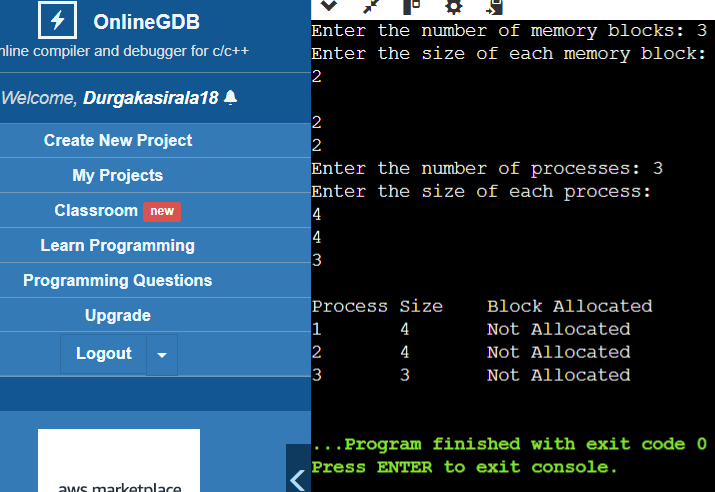 OnlineGDB
nline compiler and debugger for c/c++
Welcome, Durgakasirala18
Create New Project
My Projects
Classroom new
Learn Programming
Programming Questions
Upgrade
Logout
aws marketplace
Enter the number of memory blocks: 3
Enter the size of each memory block:
2
2
2
Enter the number of processes: 3
Enter the size of each process:
4
4
3
Process Size Block Allocated
1 4 Not Allocated
2 4 Not Allocated
3 3 Not Allocated
...Program finished with exit code 0
Press ENTER to exit console.